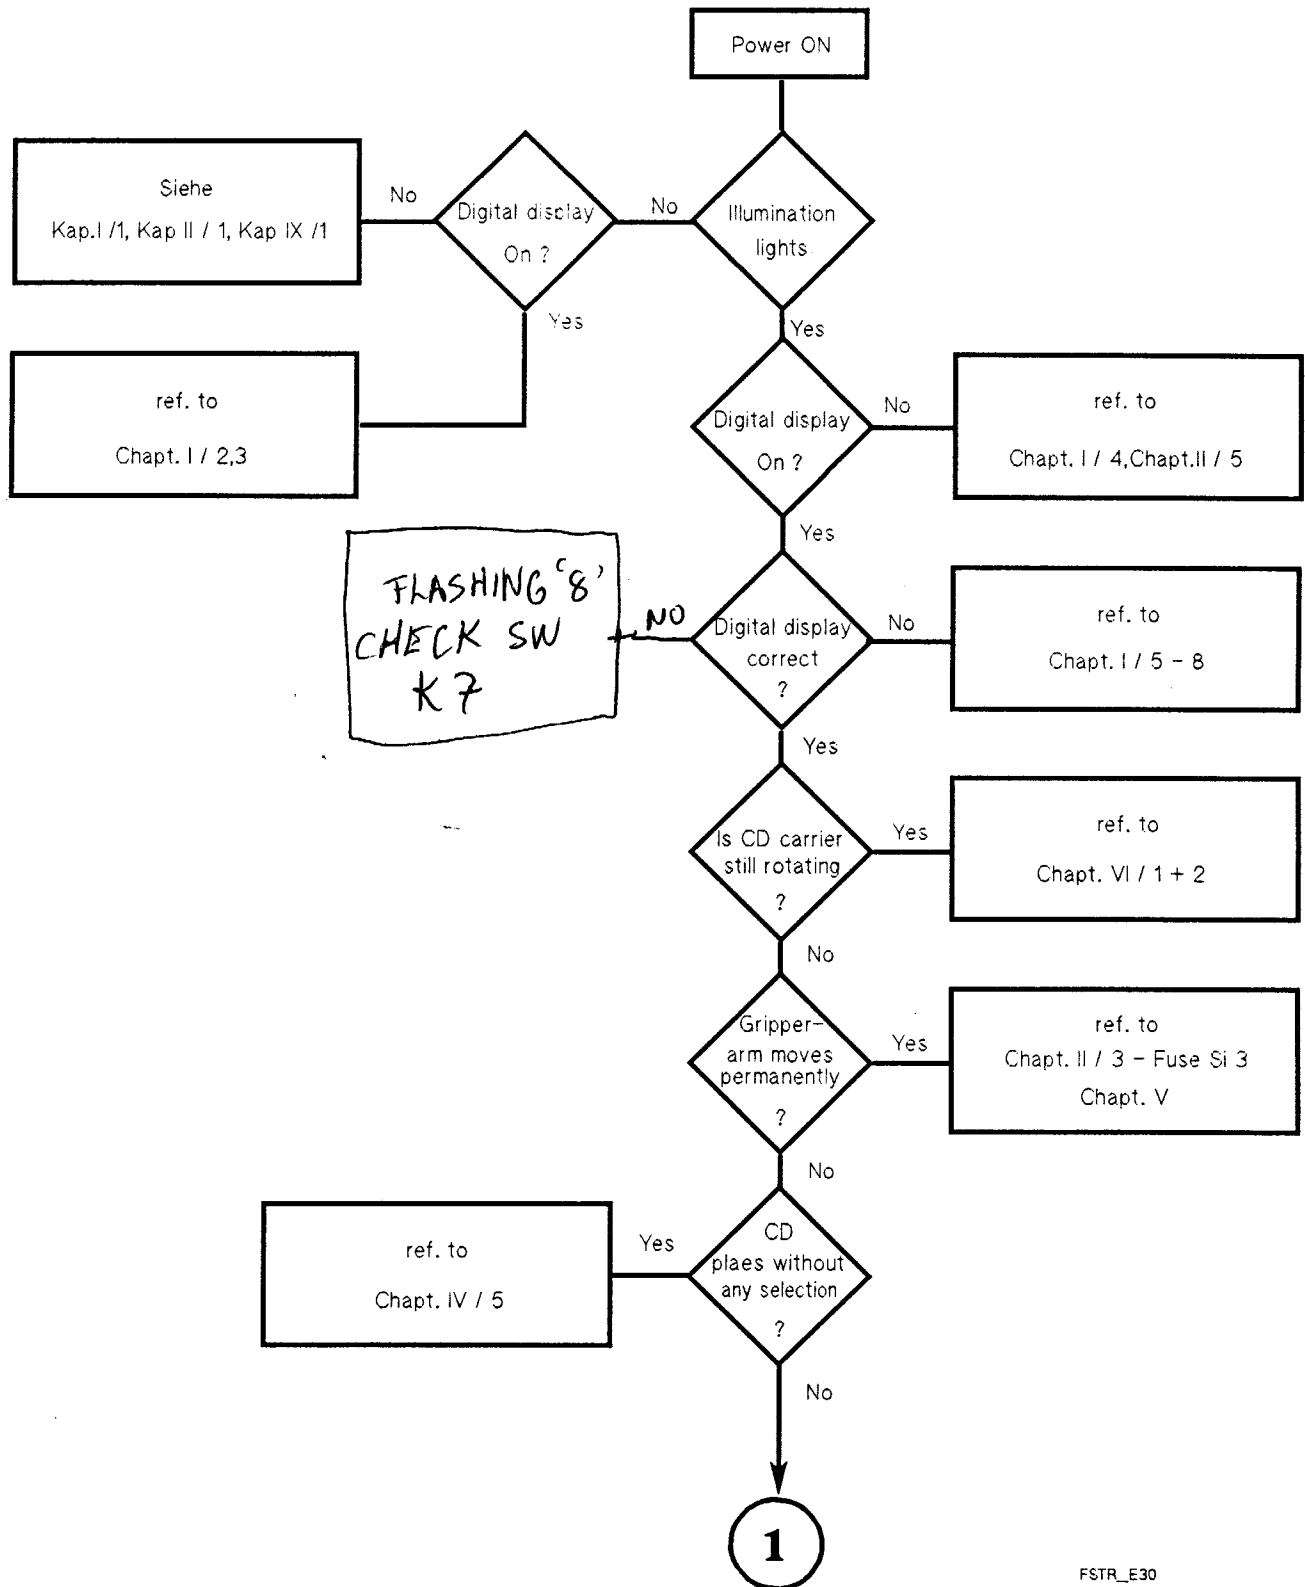 Power ON
Illumination
lights
No
Digital display
On ?
No
Siehe
Kap.I /1, Kap II / 1, Kap IX /1
Yes
ref. to
Chapt. I / 2,3
Yes
Digital display
On ?
No
ref. to
Chapt. I / 4,Chapt.II / 5
Yes
Digital display
correct
?
NO
FLASHING '8'
CHECK SW
K7
No
ref. to
Chapt. I / 5 - 8
Yes
Is CD carrier
still rotating
?
Yes
ref. to
Chapt. VI / 1 + 2
No
Gripper-
arm moves
permanently
?
Yes
ref. to
Chapt. II / 3 - Fuse Si 3
Chapt. V
No
CD
plaes without
any selection
?
Yes
ref. to
Chapt. IV / 5
No
1
FSTR_E30